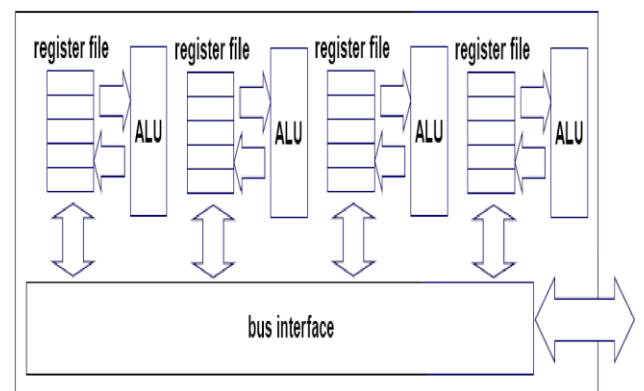 register file
register file
register file
register file
ALU
ALU
ALU
ALU
bus interface